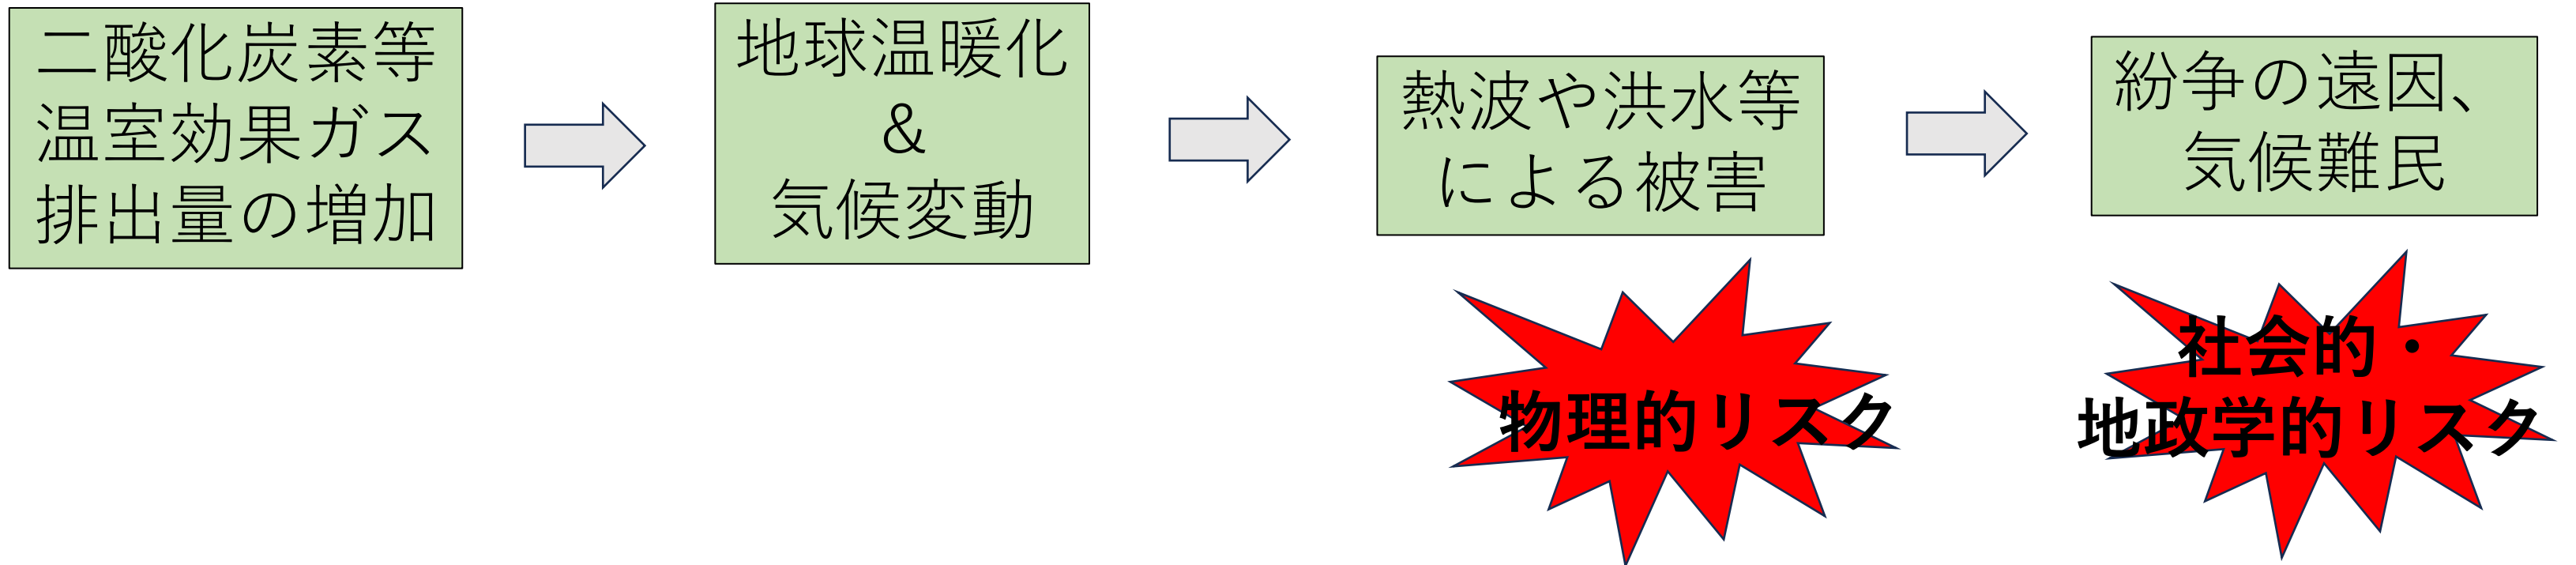 二酸化炭素等
温室効果ガス
排出量の増加
地球温暖化
&
気候変動
熱波や洪水等
による被害
紛争の遠因、
気候難民
物理的リスク
社会的・
地政学的リスク